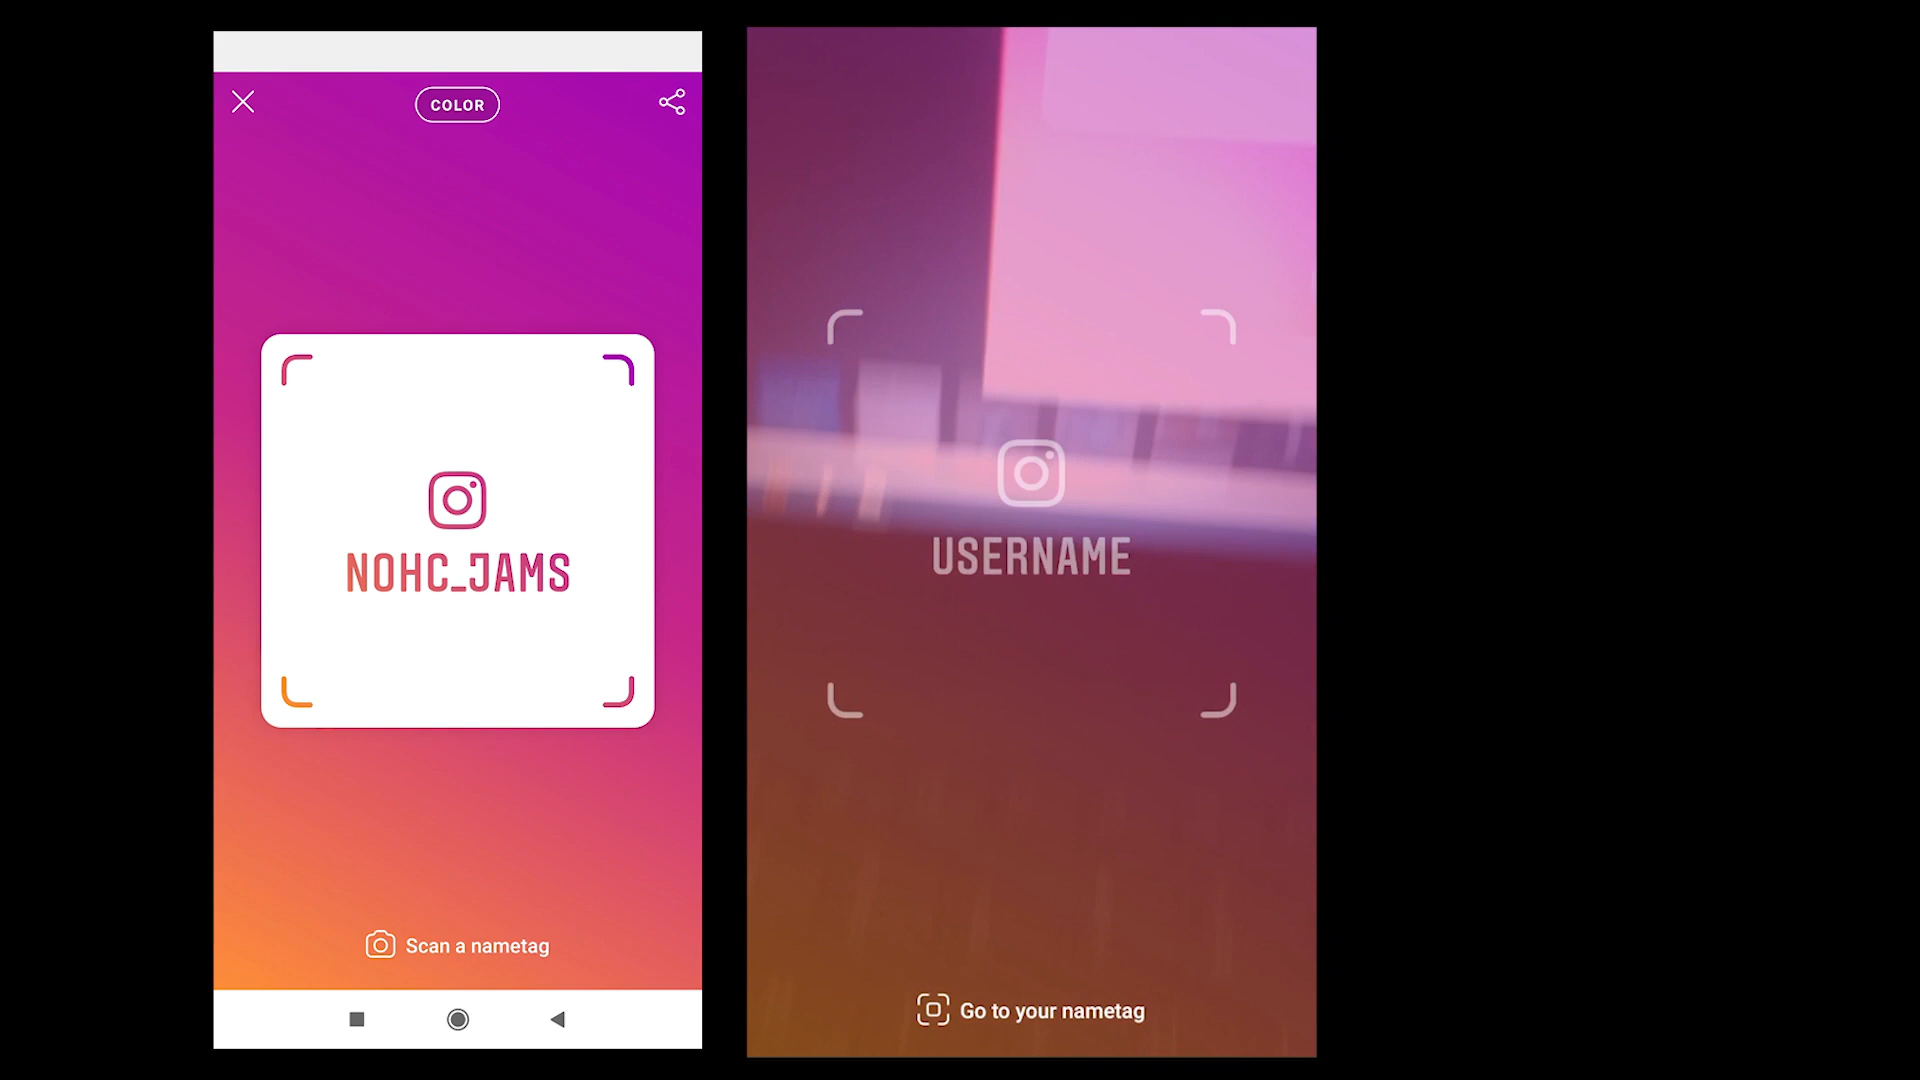 COLOR
NOHC_JAMS
Scan a nametag
USERNAME
Go to your nametag